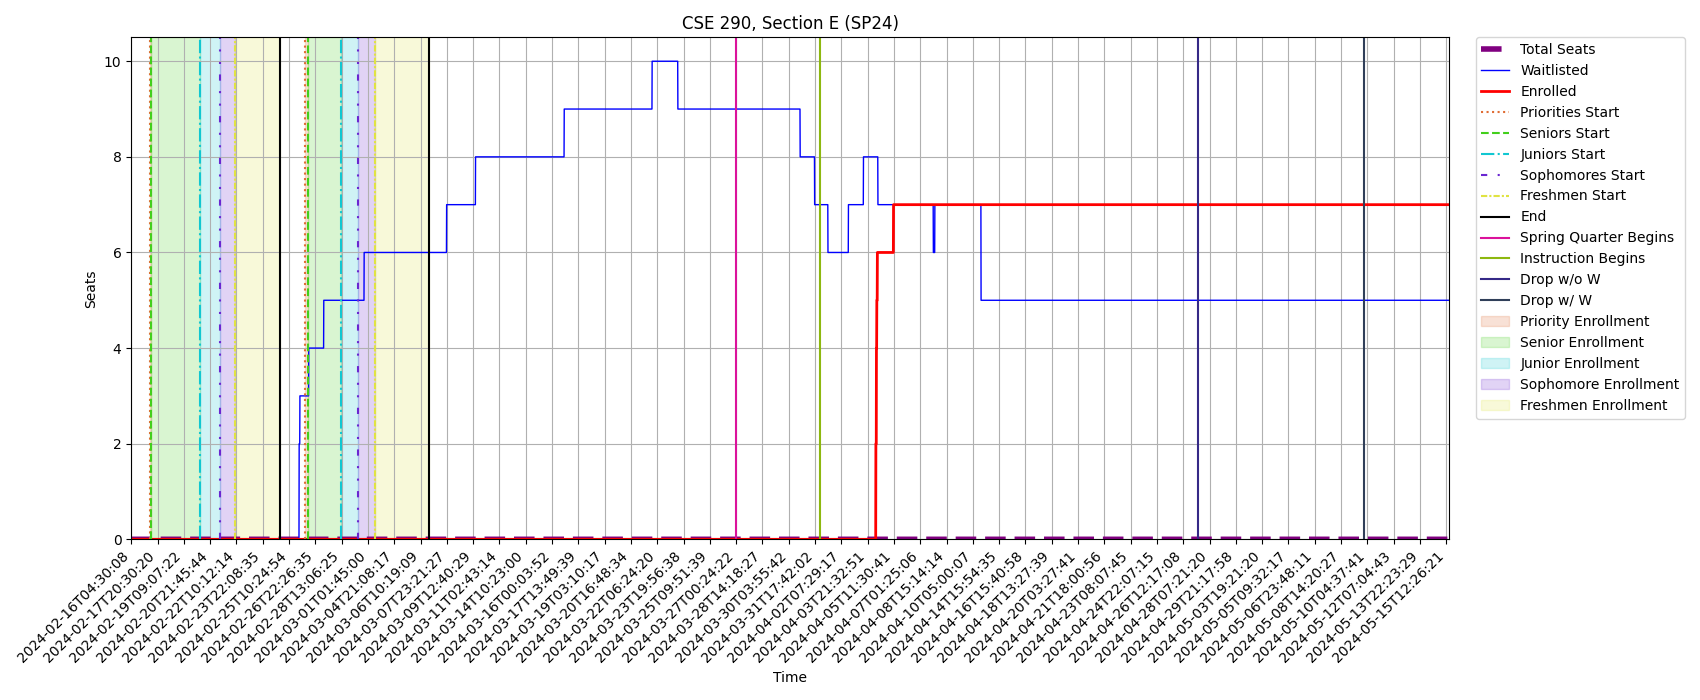 CSE 290, Section E (SP24)
Seats
10
8
6
4
2
0
2024-02-16T04:30:08
2024-02-17T20:30:20
2024-02-19T09:07:22
2024-02-20T21:45:44
2024-02-22T10:12:14
2024-02-23T22:08:35
2024-02-25T10:24:54
2024-02-26T22:26:35
2024-02-28T13:06:25
2024-03-01T01:45:00
2024-03-04T21:08:17
2024-03-06T10:19:09
2024-03-07T23:21:27
2024-03-09T12:40:29
2024-03-11T02:43:14
2024-03-14T10:23:00
2024-03-16T00:03:52
2024-03-17T13:49:39
2024-03-19T03:10:17
2024-03-20T16:48:34
2024-03-22T06:24:20
2024-03-23T19:56:38
2024-03-25T09:51:39
2024-03-27T00:24:22
2024-03-28T14:18:27
2024-03-30T03:55:42
2024-03-31T17:42:02
2024-04-02T07:29:17
2024-04-03T21:32:51
2024-04-05T11:30:41
2024-04-07T01:25:06
2024-04-08T15:14:14
2024-04-10T05:00:07
2024-04-14T15:54:35
2024-04-16T15:40:58
2024-04-18T13:27:39
2024-04-20T03:27:41
2024-04-21T18:00:56
2024-04-23T08:07:45
2024-04-24T22:07:15
2024-04-26T12:17:08
2024-04-28T07:21:20
2024-04-29T21:17:58
2024-05-03T19:21:20
2024-05-05T09:32:17
2024-05-06T23:48:11
2024-05-08T14:20:27
2024-05-10T04:37:41
2024-05-12T07:04:43
2024-05-13T22:23:29
2024-05-15T12:26:21
Time
Total Seats
Waitlisted
Enrolled
Priorities Start
Seniors Start
Juniors Start
Sophomores Start
Freshmen Start
End
Spring Quarter Begins
Instruction Begins
Drop w/o W
Drop w/ W
Priority Enrollment
Senior Enrollment
Junior Enrollment
Sophomore Enrollment
Freshmen Enrollment